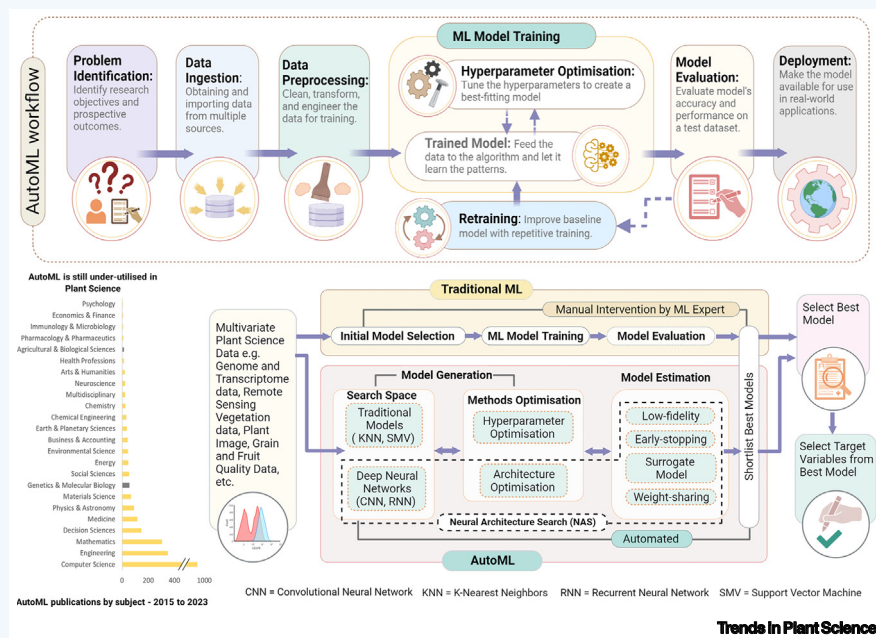 AutoML workflow
Problem
Identification:
Identify research
objectives and
prospective
outcomes.
Data
Ingestion:
Obtaining and
importing data
from multiple
sources.
Data
Preprocessing:
Clean, transform,
and engineer
the data for
training.
ML Model Training
Hyperparameter Optimisation:
Tune the hyperparameters to create a
best-fitting model
Trained Model: Feed the
data to the algorithm and let it
learn the patterns.
Retraining: Improve baseline
model with repetitive training.
Model
Evaluation:
Evaluate model's
accuracy and
performance on
a test dataset.
Deployment:
Make the model
available for use
in real-world
applications.
AutoML is still under-utilised in
Plant Science
Psychology
Economics & Finance
Immunology & Microbiology
Pharmacology & Pharmaceutics
Agricultural & Biological Sciences
Health Professions
Arts & Humanities
Neuroscience
Multidisciplinary
Chemistry
Chemical Engineering
Earth & Planetary Sciences
Business & Accounting
Environmental Science
Energy
Social Sciences
Genetics & Molecular Biology
Materials Science
Physics & Astronomy
Medicine
Decision Sciences
Mathematics
Engineering
Computer Science
0 200 400 1000
AutoML publications by subject - 2015 to 2023
Multivariate
Plant Science
Data e.g.
Genome and
Transcriptome
data, Remote
Sensing
Vegetation
data, Plant
Image, Grain
and Fruit
Quality Data,
etc.
Traditional ML
Manual Intervention by ML Expert
Initial Model Selection
ML Model Training
Model Evaluation
Model Generation
Search Space
Traditional
Models
( KNN, SMV)
Deep Neural
Networks
(CNN, RNN)
Methods Optimisation
Hyperparameter
Optimisation
Architecture
Optimisation
Model Estimation
Low-fidelity
Early-stopping
Surrogate
Model
Weight-sharing
Neural Architecture Search (NAS)
Automated
AutoML
Shortlist Best Models
Select Best
Model
Select Target
Variables from
Best Model
CNN = Convolutional Neural Network KNN = K-Nearest Neighbors RNN = Recurrent Neural Network SMV = Support Vector Machine
Trends in Plant Science